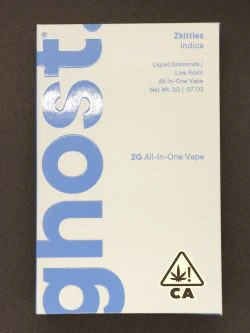 ghost.®
Zkittles
Indica
Liquid Diamonds /
Live Rosin
All-In-One Vape
Net Wt. 2G / .07 OZ
2G All-In-One Vape
!
CA